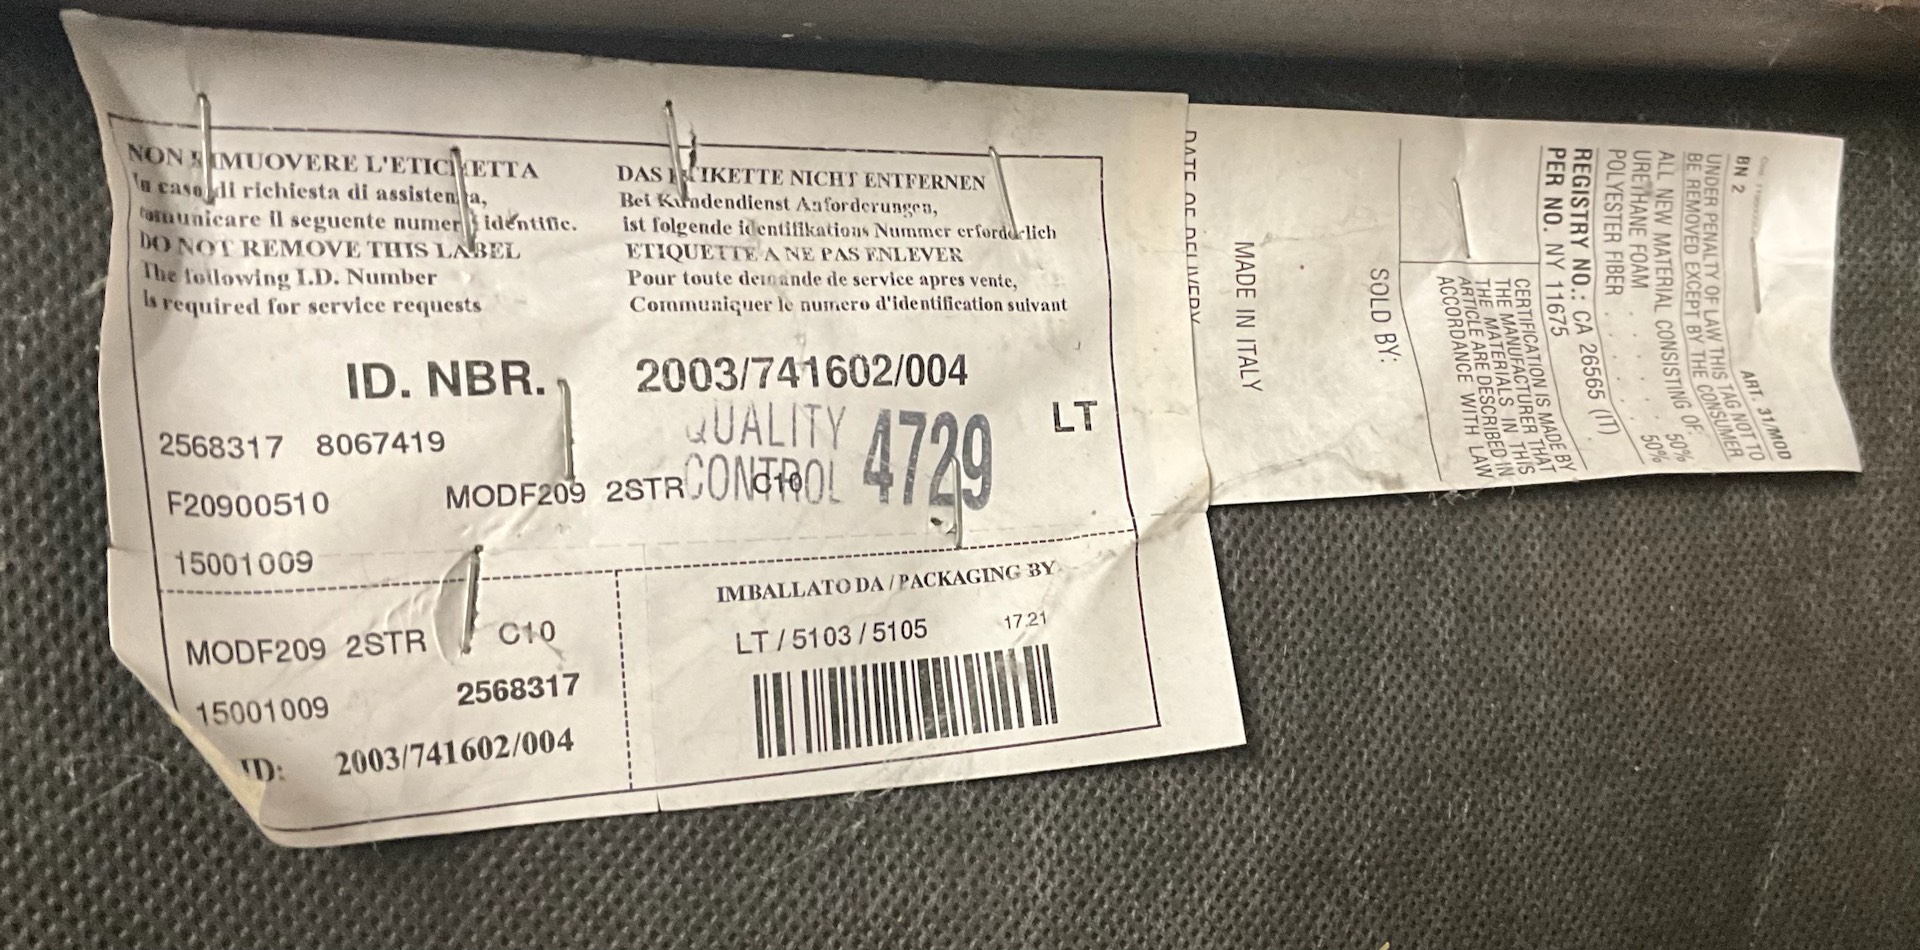 NON RIMUOVERE L'ETICHETTA
In caso di richiesta di assistenza,
comunicare il seguente numero identific.
DO NOT REMOVE THIS LABEL
The following I.D. Number
Is required for service requests
DAS ETIKETTE NICHT ENTFERNEN
Bei Kundendienst Anforderungen,
ist folgende identifikations Nummer erforderlich
ETIQUETTE A NE PAS ENLEVER
Pour toute demande de service apres vente,
Communiquer le numero d'identification suivant
ID. NBR. 2003/741602/004
2568317 8067419
QUALITY
CONTROL 4729
LT
F20900510 MODF209 2STR C10
15001009
MODF209 2STR C10
15001009 2568317
ID: 2003/741602/004
IMBALLATO DA / PACKAGING BY
LT / 5103 / 5105 17.21
BN 2 ART. 31/MOD
UNDER PENALTY OF LAW THIS TAG NOT TO
BE REMOVED EXCEPT BY THE CONSUMER
ALL NEW MATERIAL CONSISTING OF
URETHANE FOAM . . . . . 50%
POLYESTER FIBER . . . . . 50%
REGISTRY NO.: CA 26565 (IT)
PER NO. NY 11675
CERTIFICATION IS MADE BY
THE MANUFACTURER THAT
THE MATERIALS IN THIS
ARTICLE ARE DESCRIBED IN
ACCORDANCE WITH LAW
SOLD BY:
MADE IN ITALY
DATE OF DELIVERY